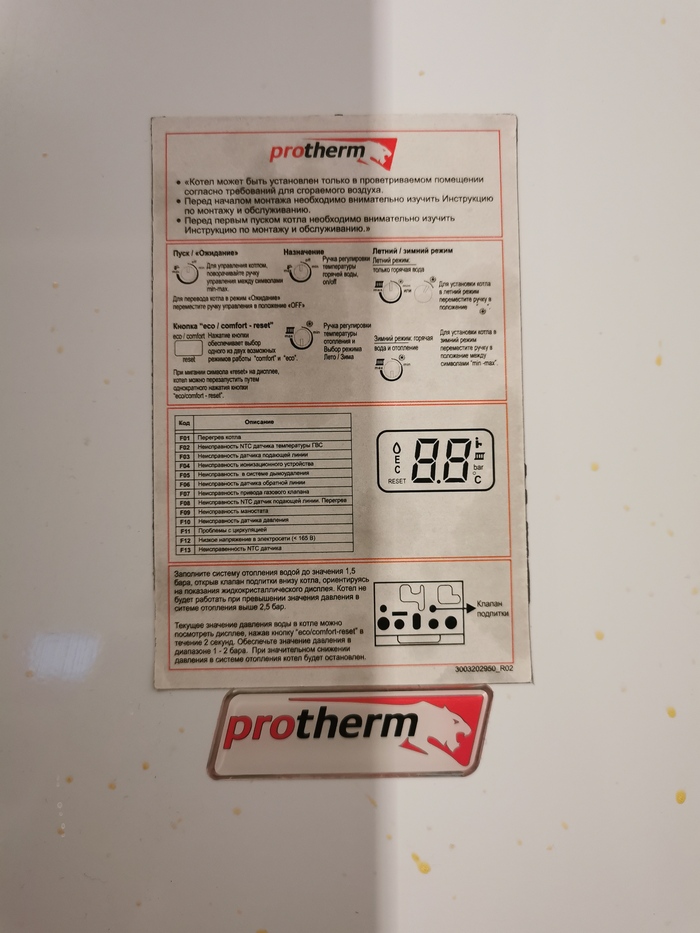 protherm
• «Котел может быть установлен только в проветриваемом помещении
согласно требований для сгораемого воздуха.
• Перед началом монтажа необходимо внимательно изучить Инструкцию
по монтажу и обслуживанию.
• Перед первым пуском котла необходимо внимательно изучить
Инструкцию по монтажу и обслуживанию.»
Пуск / «Ожидание»
Для управления котлом,
поворачивайте ручку
управления между символами
min-max.
Для перевода котла в режим «Ожидание»
переместите ручку управления в положение «OFF»
Назначение
Ручка регулировки
температуры
горячей воды,
on/off
Летний / зимний режим
Летний режим:
только горячая вода
или
Для установки котла
в летний режим
переместите ручку в
положение
Кнопка "eco / comfort - reset"
eco / comfort
reset
Нажатие кнопки
обеспечивает выбор
одного из двух возможных
режимов работы "comfort" и "eco".
При мигании символа «reset» на дисплее,
котел можно перезапустить путем
однократного нажатия кнопки
"eco/comfort - reset".
Ручка регулировки
температуры
отопления и
Выбор режима
Лето / Зима
Зимний режим: горячая
вода и отопление
Для установки котла в
зимний режим
переместите ручку в
положение между
символами "min -max".
Код Описание
F01 Перегрев котла
F02 Неисправность NTC датчика температуры ГВС
F03 Неисправность датчика подающей линии
F04 Неисправность ионизационного устройства
F05 Неисправность в системе дымоудаления
F06 Неисправность датчика обратной линии
F07 Неисправность привода газового клапана
F08 Неисправность NTC датчик подающей линии. Перегрев
F09 Неисправность маностата
F10 Неисправность датчика давления
F11 Проблемы с циркуляцией
F12 Низкое напряжение в электросети (< 165 В)
F13 Неисправенность NTC датчика
E
C
RESET
8.8
bar
°C
Заполните систему отопления водой до значения 1,5
бара, открыв клапан подпитки внизу котла, ориентируясь
на показания жидкокристаллического дисплея. Котел не
будет работать при превышении значения давления в
ситеме отопления выше 2,5 бар.
Текущее значение давления воды в котле можно
посмотреть дисплее, нажав кнопку "eco/comfort-reset" в
течение 2 секунд. Обеспечьте значение давления в
диапазоне 1 - 2 бара. При значительном снижении
давления в системе отопления котел будет остановлен.
Клапан
подпитки
3003202950_R02
protherm